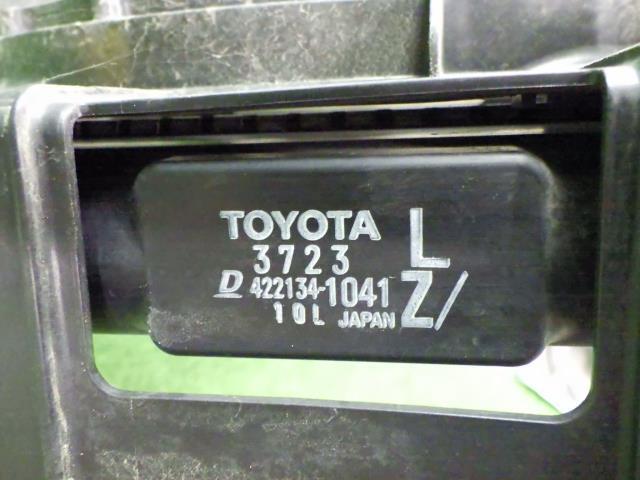 TOYOTA L
3723
D 422134-1041 Z/
10L JAPAN